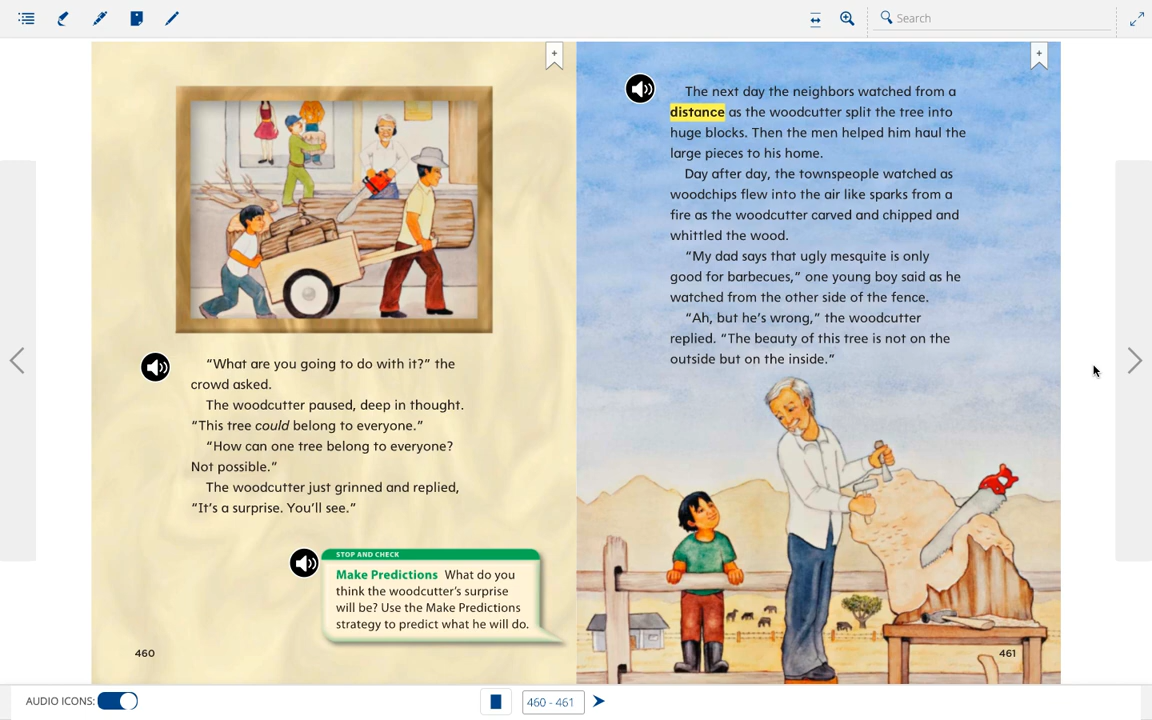 Search
+
+
"What are you going to do with it?" the
crowd asked.
The woodcutter paused, deep in thought.
"This tree could belong to everyone."
"How can one tree belong to everyone?
Not possible."
The woodcutter just grinned and replied,
"It's a surprise. You'll see."
STOP AND CHECK
Make Predictions What do you
think the woodcutter's surprise
will be? Use the Make Predictions
strategy to predict what he will do.
460
The next day the neighbors watched from a
distance as the woodcutter split the tree into
huge blocks. Then the men helped him haul the
large pieces to his home.
Day after day, the townspeople watched as
woodchips flew into the air like sparks from a
fire as the woodcutter carved and chipped and
whittled the wood.
"My dad says that ugly mesquite is only
good for barbecues," one young boy said as he
watched from the other side of the fence.
"Ah, but he's wrong," the woodcutter
replied. "The beauty of this tree is not on the
outside but on the inside."
461
AUDIO ICONS:
460 - 461